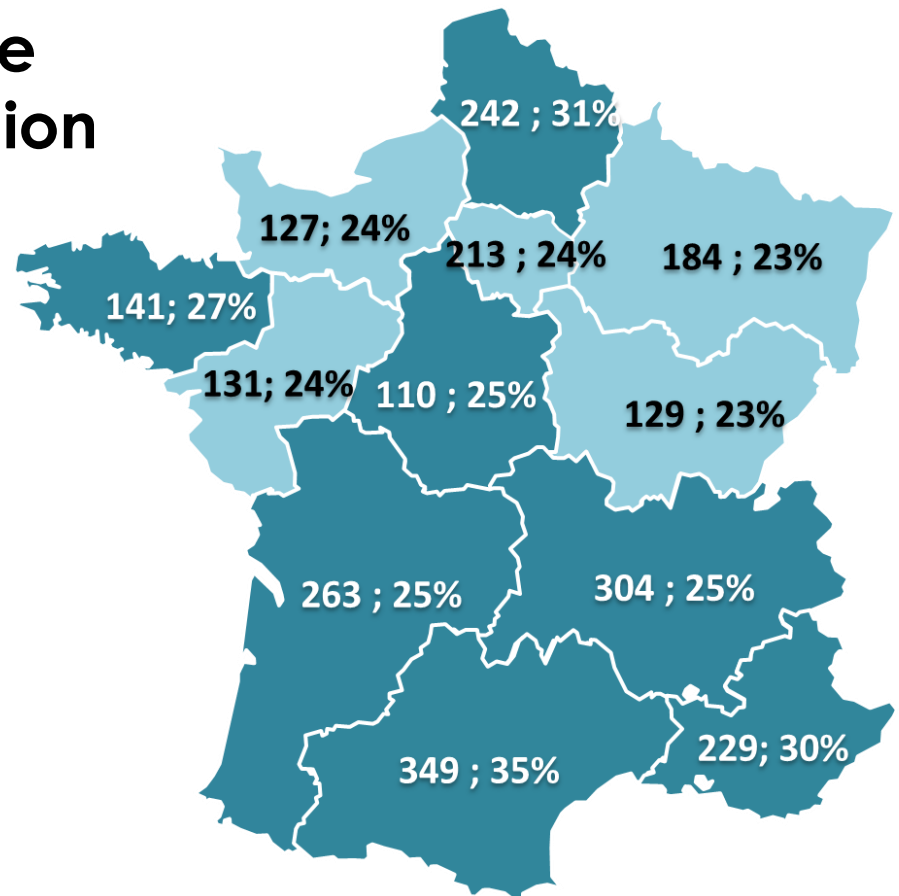 e
ion
242 ; 31%
127; 24%
213 ; 24%
184 ; 23%
141; 27%
131; 24%
110 ; 25%
129 ; 23%
263 ; 25%
304 ; 25%
349 ; 35%
229; 30%